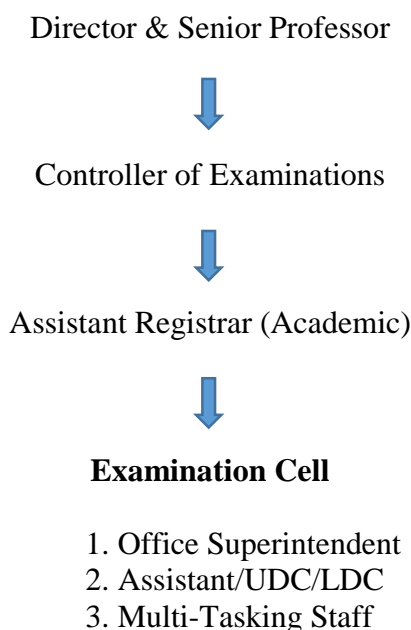 Director & Senior Professor
Controller of Examinations
Assistant Registrar (Academic)
Examination Cell
1. Office Superintendent
2. Assistant/UDC/LDC
3. Multi-Tasking Staff